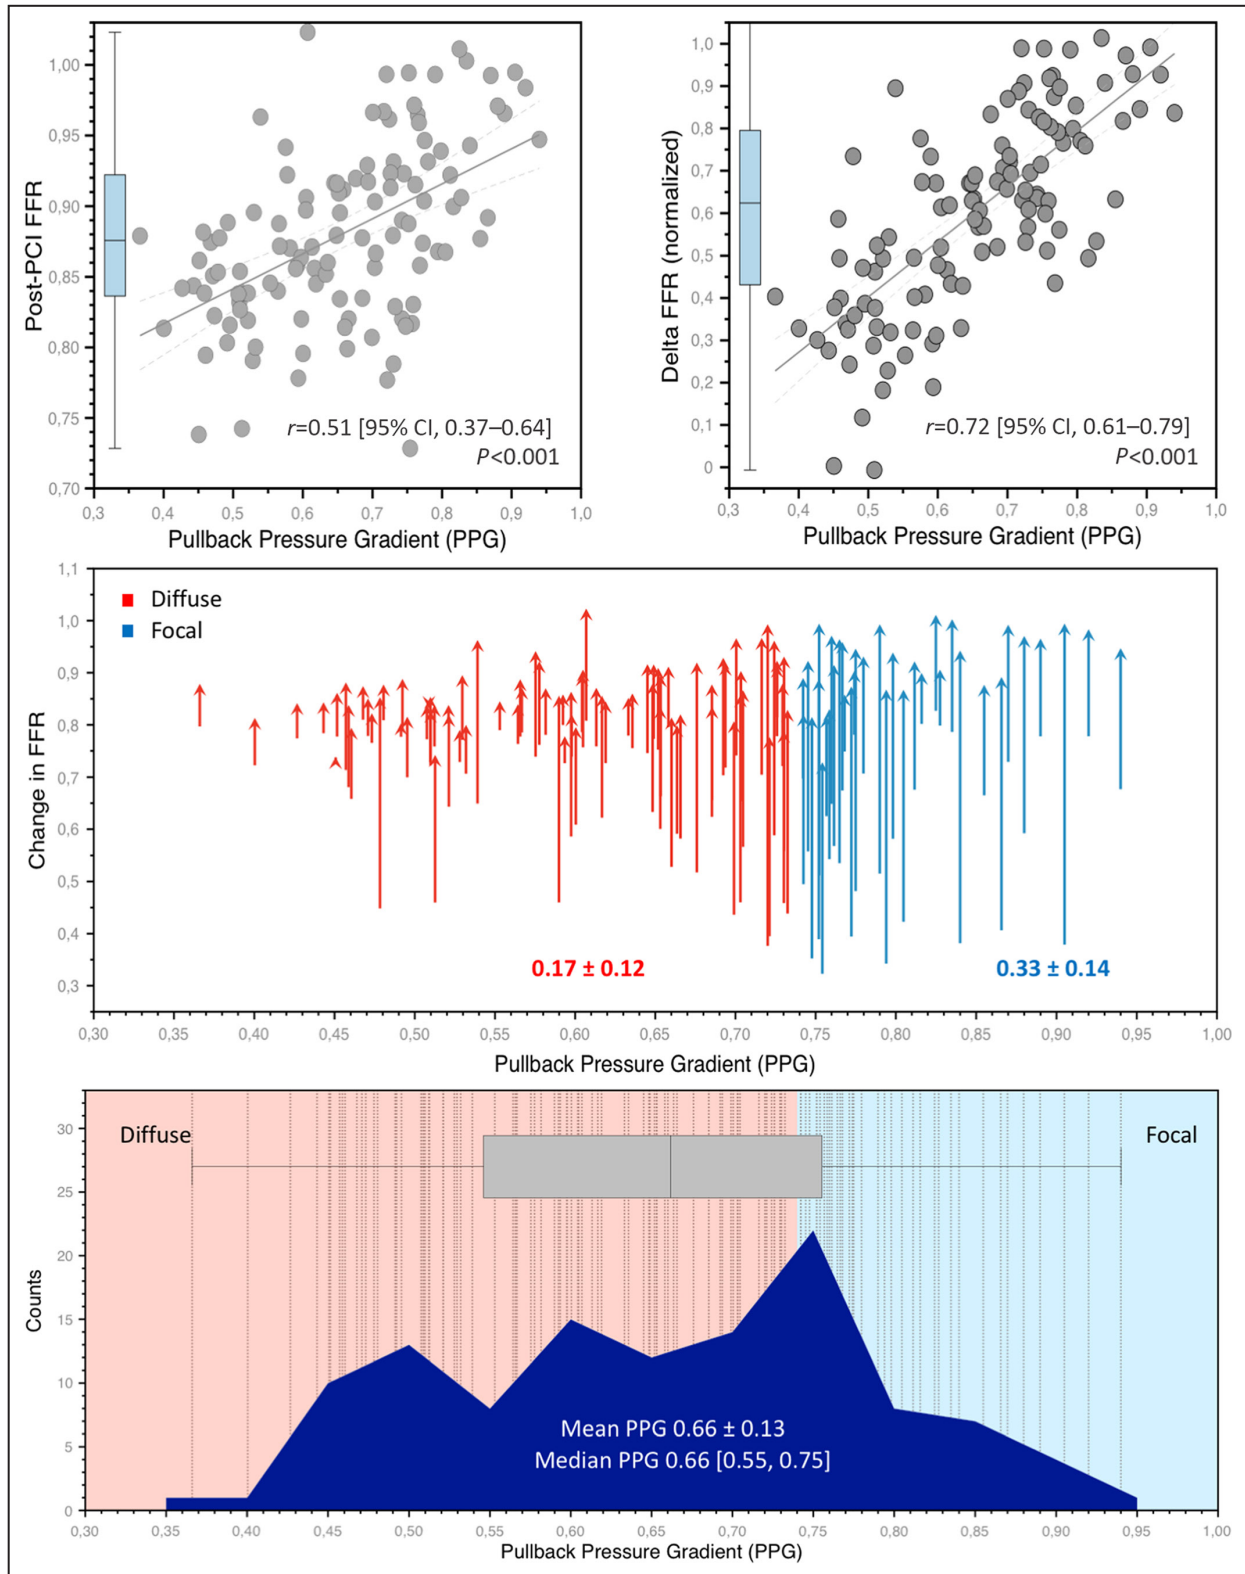 Post-PCI FFR
1,00
0,95
0,90
0,85
0,80
0,75
0,70
r=0.51 [95% CI, 0.37–0.64]
P<0.001
0,3 0,4 0,5 0,6 0,7 0,8 0,9 1,0
Pullback Pressure Gradient (PPG)
Delta FFR (normalized)
1,0
0,9
0,8
0,7
0,6
0,5
0,4
0,3
0,2
0,1
0
r=0.72 [95% CI, 0.61–0.79]
P<0.001
0,3 0,4 0,5 0,6 0,7 0,8 0,9 1,0
Pullback Pressure Gradient (PPG)
Change in FFR
1,1
1,0
0,9
0,8
0,7
0,6
0,5
0,4
0,3
Diffuse
Focal
0.17 ± 0.12 0.33 ± 0.14
0,30 0,35 0,40 0,45 0,50 0,55 0,60 0,65 0,70 0,75 0,80 0,85 0,90 0,95 1,00
Pullback Pressure Gradient (PPG)
Counts
30
25
20
15
10
5
0
Diffuse Focal
Mean PPG 0.66 ± 0.13
Median PPG 0.66 [0.55, 0.75]
0,30 0,35 0,40 0,45 0,50 0,55 0,60 0,65 0,70 0,75 0,80 0,85 0,90 0,95 1,00
Pullback Pressure Gradient (PPG)